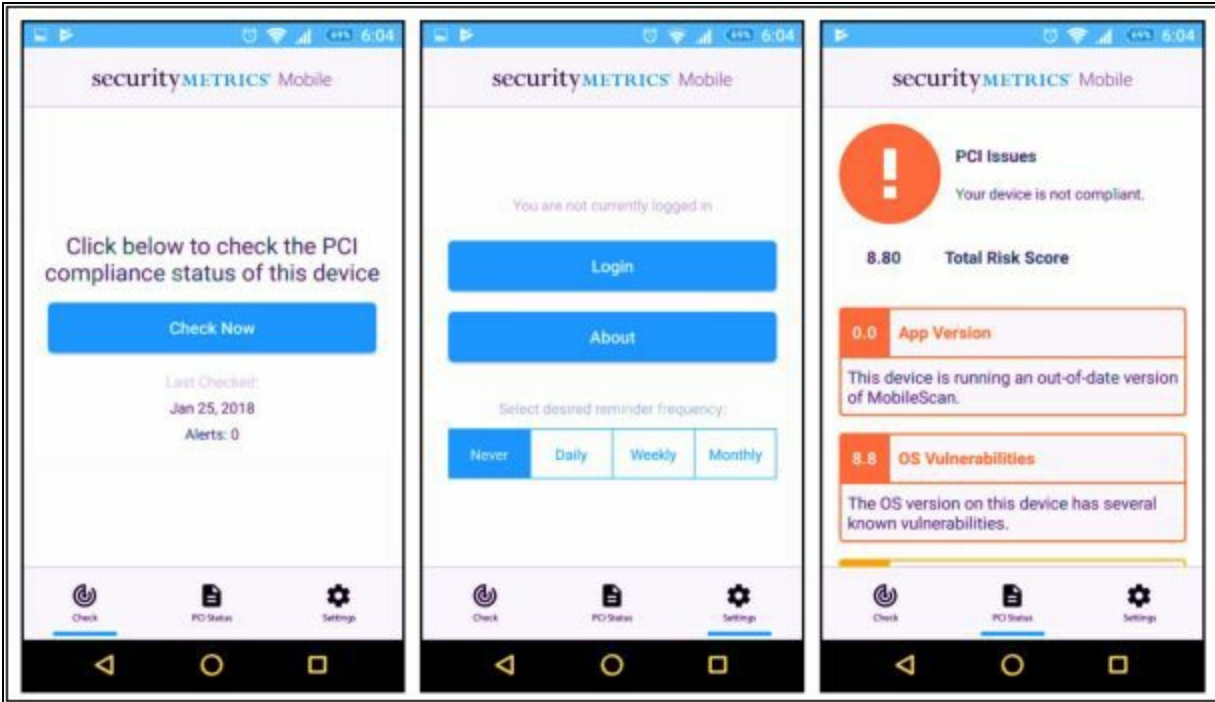 69% 6:04
securityMETRICS® Mobile
Click below to check the PCI
compliance status of this device
Check Now
Last Checked:
Jan 25, 2018
Alerts: 0
Check
PCI Status
Settings
69% 6:04
securityMETRICS® Mobile
You are not currently logged in
Login
About
Select desired reminder frequency:
Never
Daily
Weekly
Monthly
Check
PCI Status
Settings
69% 6:04
securityMETRICS® Mobile
!
PCI Issues
Your device is not compliant.
8.80 Total Risk Score
0.0 App Version
This device is running an out-of-date version
of MobileScan.
8.8 OS Vulnerabilities
The OS version on this device has several
known vulnerabilities.
Check
PCI Status
Settings